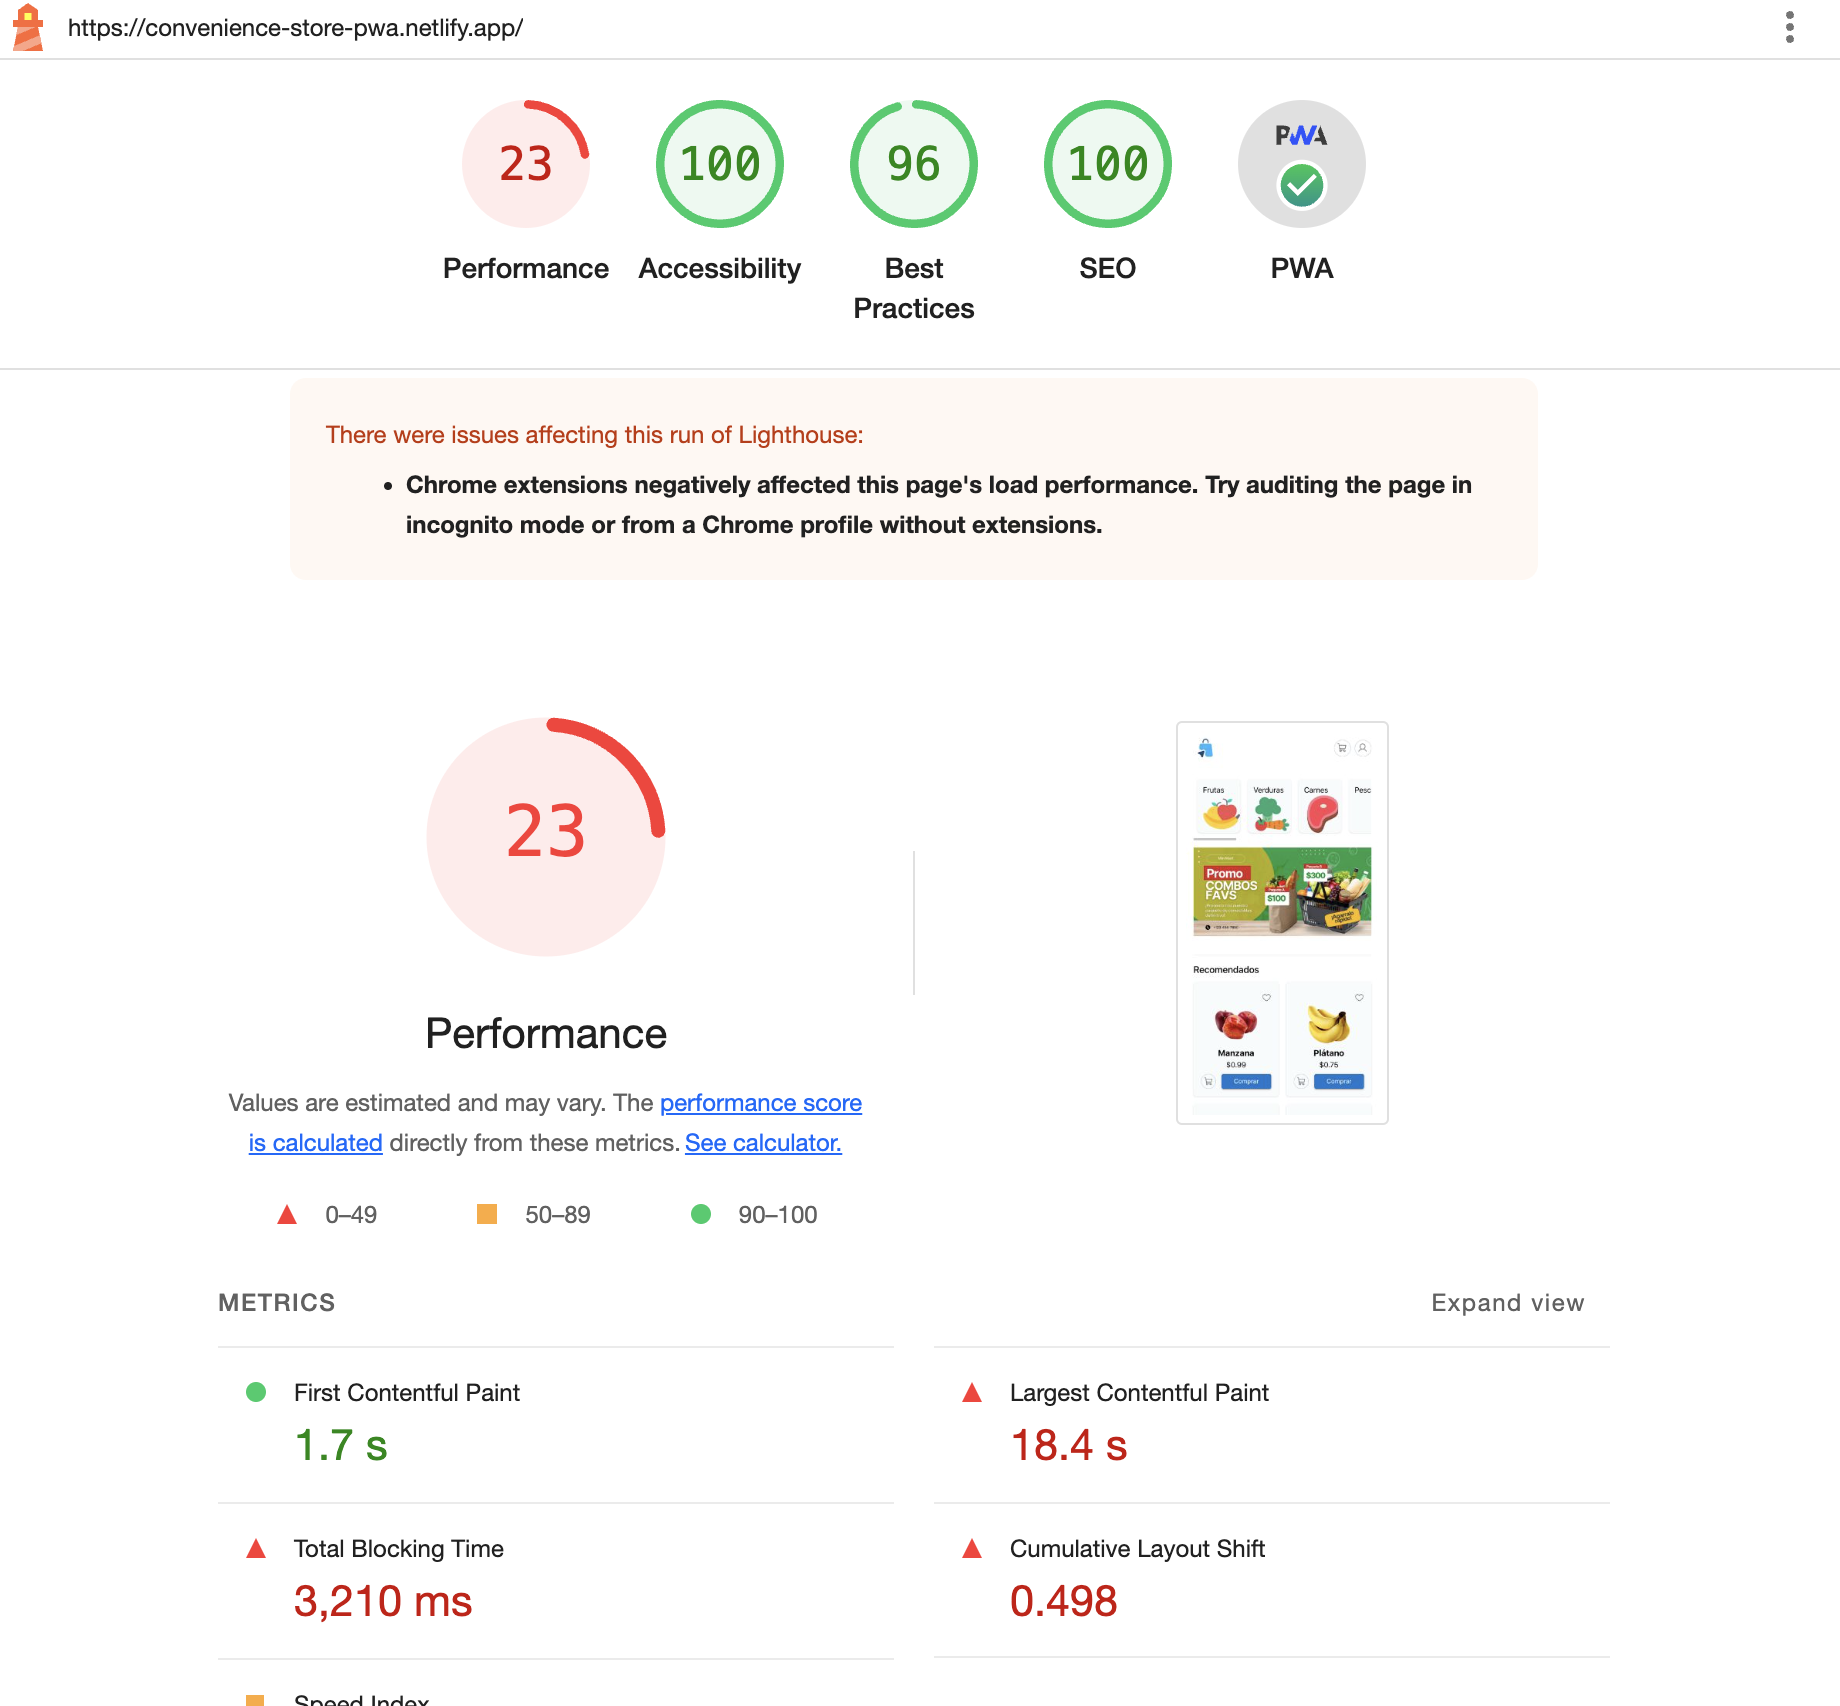 https://convenience-store-pwa.netlify.app/
23
100
96
100
PWA
Performance
Accessibility
Best
Practices
SEO
PWA
There were issues affecting this run of Lighthouse:
Chrome extensions negatively affected this page's load performance. Try auditing the page in
incognito mode or from a Chrome profile without extensions.
23
Performance
Values are estimated and may vary. The performance score
is calculated directly from these metrics. See calculator.
0–49
50–89
90–100
Frutas
Verduras
Carnes
Pesc
Promo
COMBOS
FAVS
$100
$300
Recomendados
Manzana
$0.99
Comprar
Plátano
$0.75
Comprar
METRICS
Expand view
First Contentful Paint
1.7 s
Largest Contentful Paint
18.4 s
Total Blocking Time
3,210 ms
Cumulative Layout Shift
0.498
Speed Index